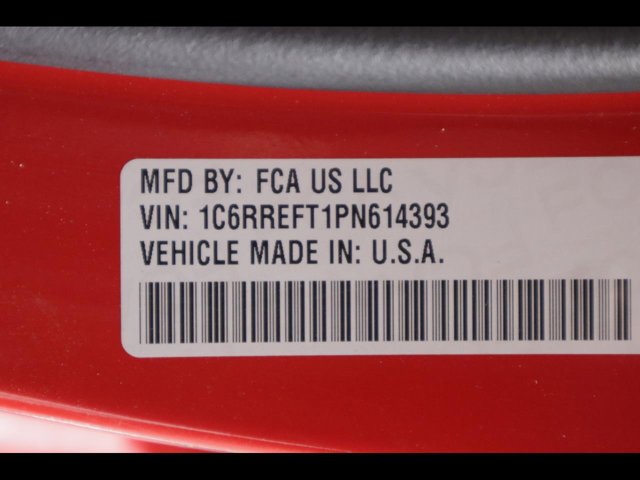 MFD BY: FCA US LLC
VIN: 1C6RREFT1PN614393
VEHICLE MADE IN: U.S.A.